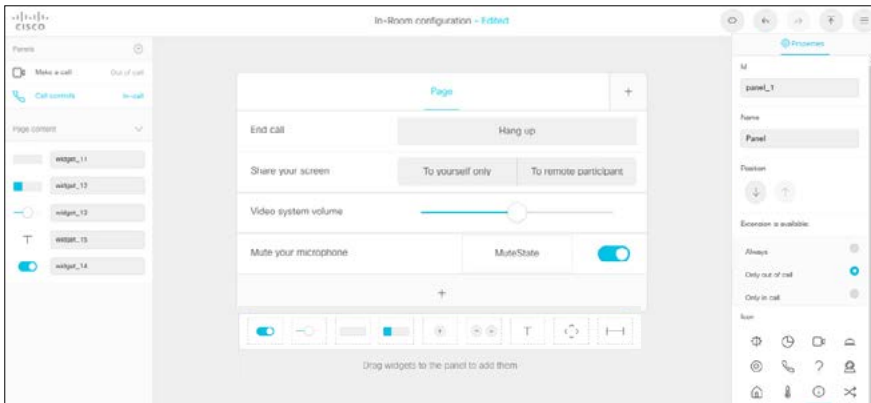 CISCO
In-Room configuration - Edited
Panels
Make a call Out of call
Call controls In-call
Page content
widget_11
widget_12
widget_13
widget_15
widget_14
Page +
End call Hang up
Share your screen To yourself only To remote participant
Video system volume
Mute your microphone MuteState
+
T
Drag widgets to the panel to add them
Properties
Id
panel_1
Name
Panel
Position
Extension is available:
Always
Only out of call
Only in call
Icon